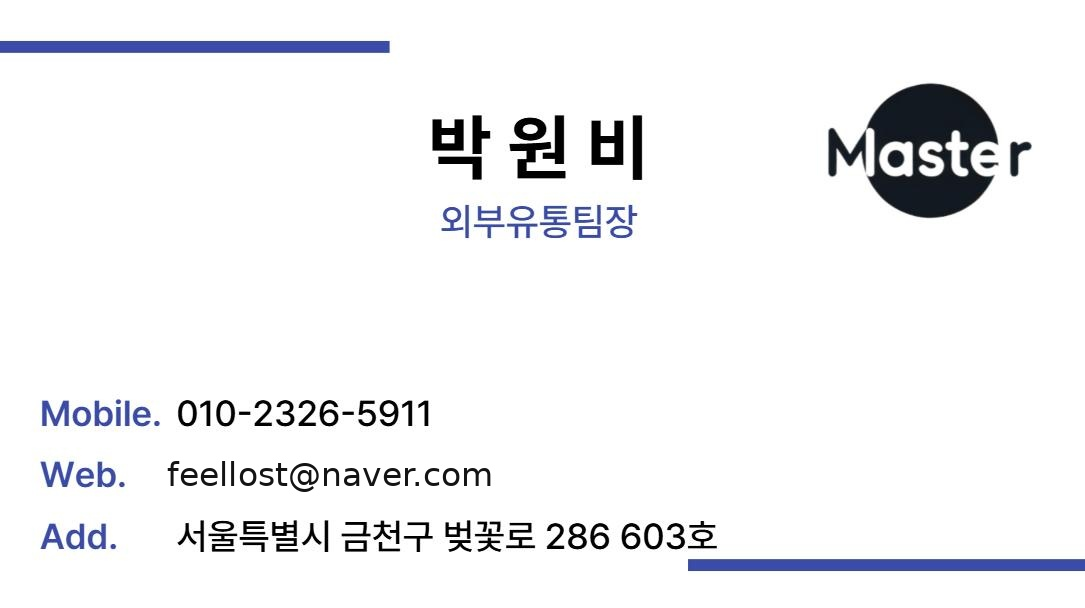 박원비
Master
외부유통팀장
Mobile. 010-2326-5911
Web. feellost@naver.com
Add. 서울특별시 금천구 벚꽃로 286 603호